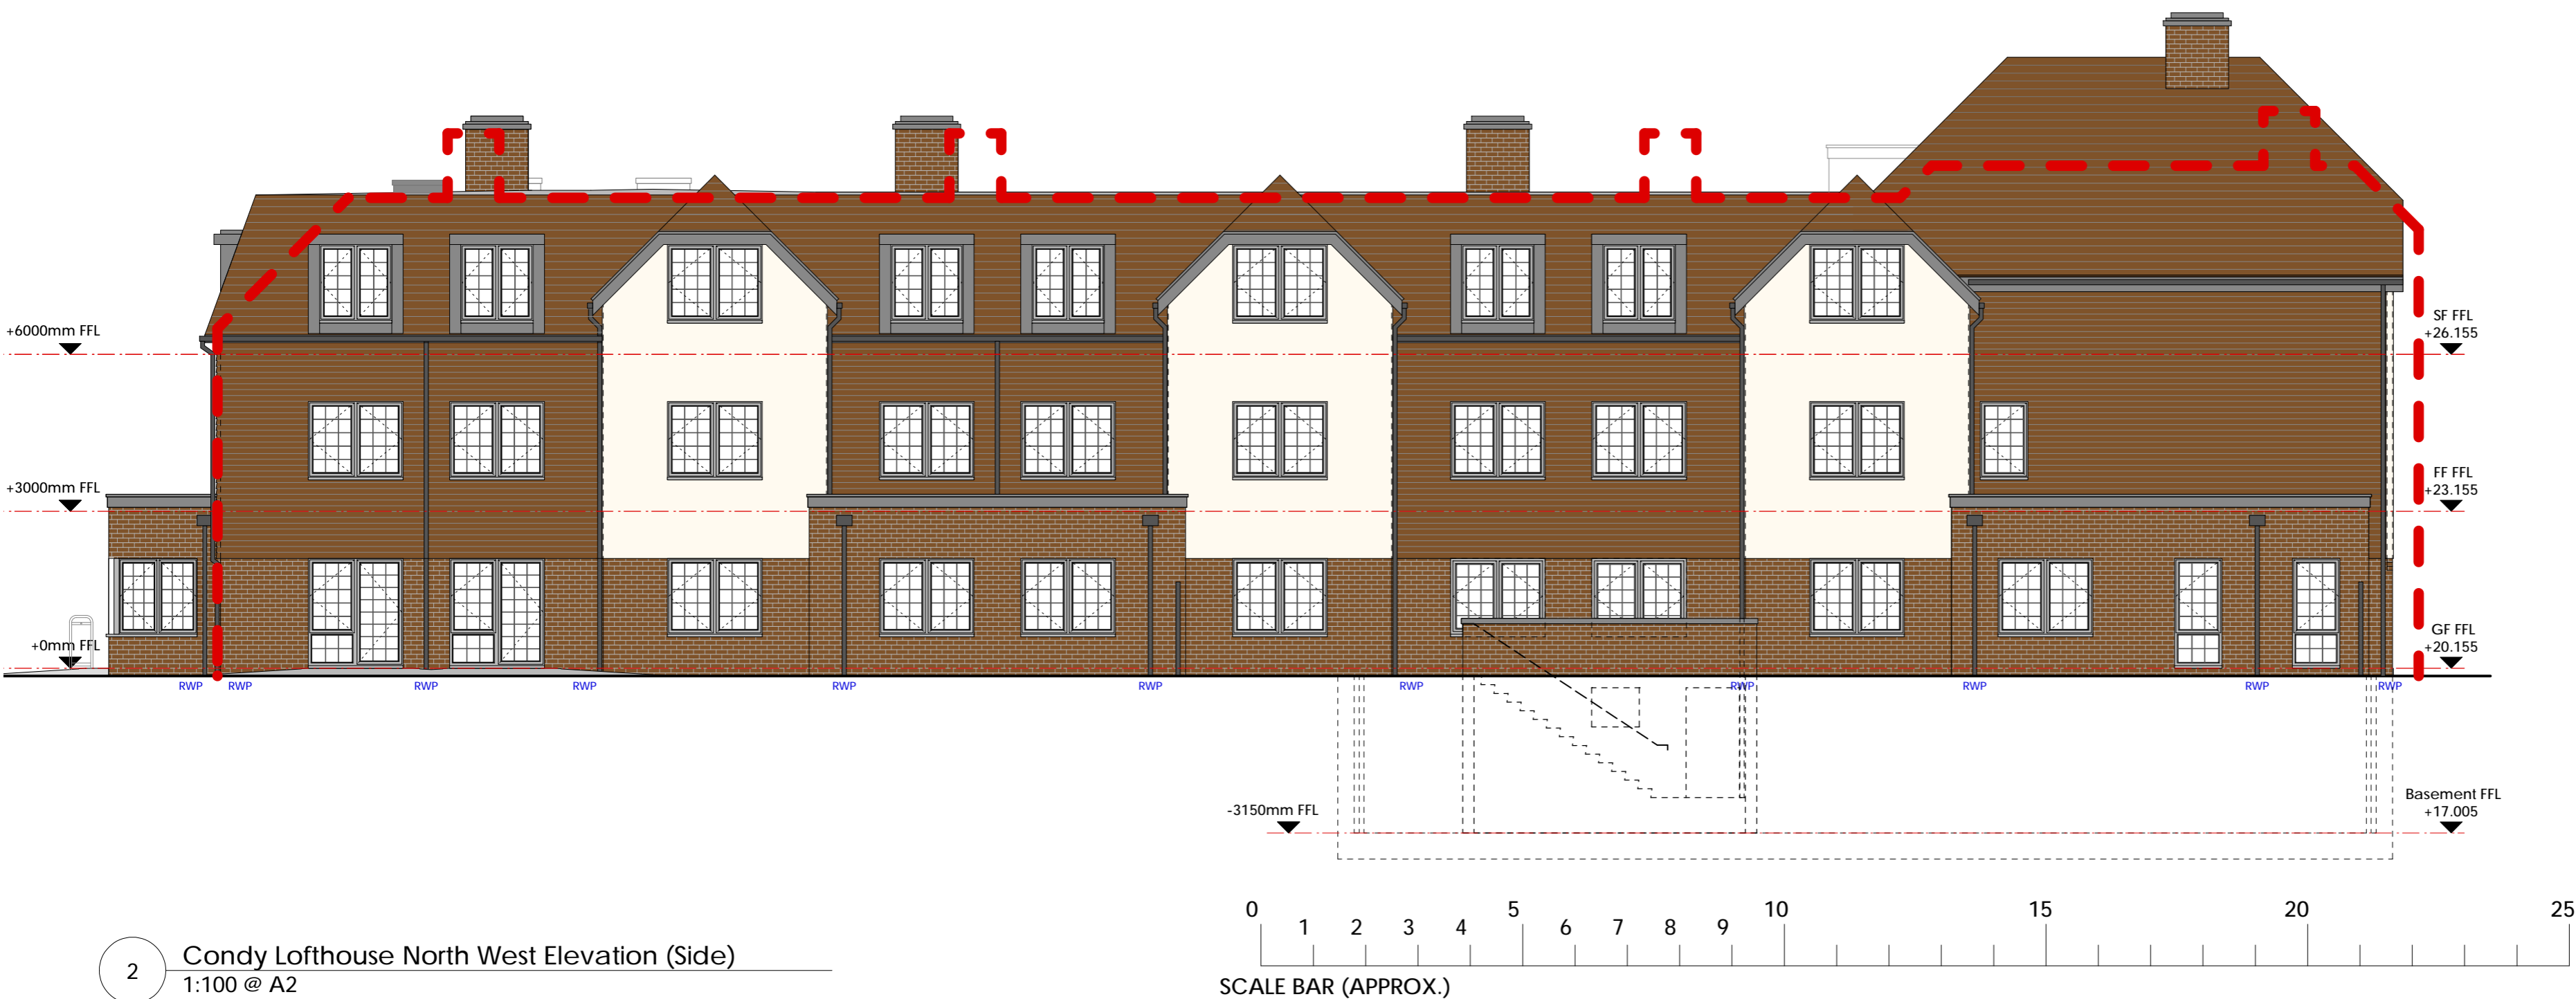 +6000mm FFL
SF FFL
+26.155
+3000mm FFL
FF FFL
+23.155
+0mm FFL
GF FFL
+20.155
RWP RWP RWP RWP RWP RWP RWP RWP RWP RWP RWP
-3150mm FFL
Basement FFL
+17.005
0 5 10 15 20 25
1 2 3 4 6 7 8 9
SCALE BAR (APPROX.)
2
Condy Lofthouse North West Elevation (Side)
1:100 @ A2